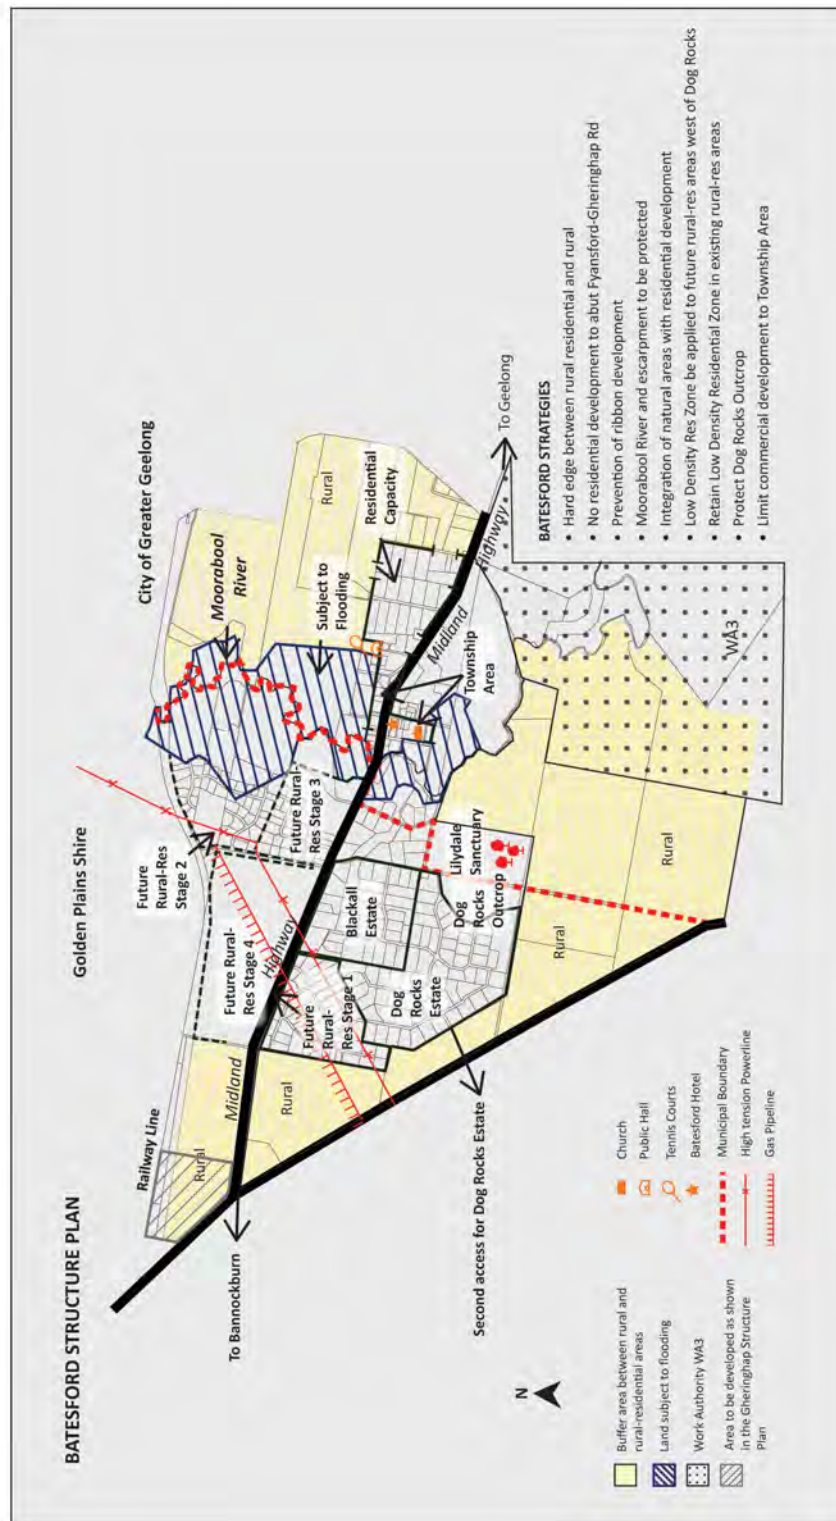 BATESFORD STRUCTURE PLAN
Golden Plains Shire
City of Greater Geelong
Railway Line
Rural
Midland
Highway
To Bannockburn
Rural
Future Rural-
Res Stage 4
Future Rural-Res
Stage 2
Future Rural-
Res Stage 3
Moorabool
River
Subject to
Flooding
Rural
Residential
Capacity
Midland
Highway
To Geelong
Township
Area
Future
Rural-
Res Stage 1
Blackall
Estate
Dog
Rocks
Estate
Lilydale
Sanctuary
Dog
Rocks
Outcrop
Rural
Rural
WA3
Second access for Dog Rocks Estate
N
Buffer area between rural and
rural-residential areas
Land subject to flooding
Work Authority WA3
Area to be developed as shown
in the Gheringhap Structure
Plan
Church
Public Hall
Tennis Courts
Batesford Hotel
Municipal Boundary
High tension Powerline
Gas Pipeline
BATESFORD STRATEGIES
• Hard edge between rural residential and rural
• No residential development to abut Fyansford-Gheringhap Rd
• Prevention of ribbon development
• Moorabool River and escarpment to be protected
• Integration of natural areas with residential development
• Low Density Res Zone be applied to future rural-res areas west of Dog Rocks
• Retain Low Density Residential Zone in existing rural-res areas
• Protect Dog Rocks Outcrop
• Limit commercial development to Township Area